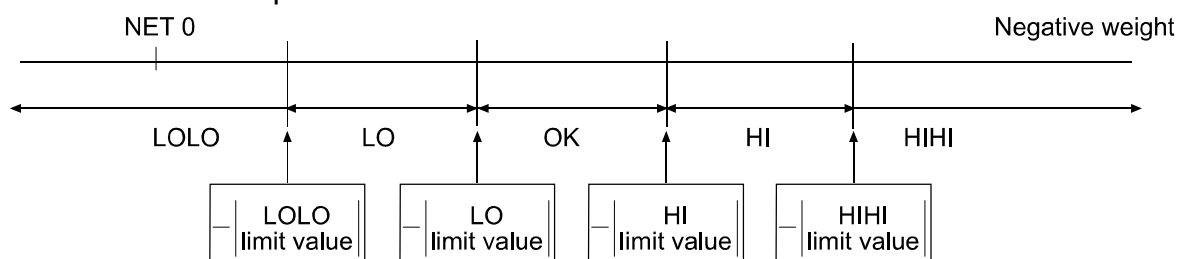 NET 0 Negative weight
LOLO LO OK HI HIHI
− | LOLO limit value |
− | LO limit value |
− | HI limit value |
− | HIHI limit value |